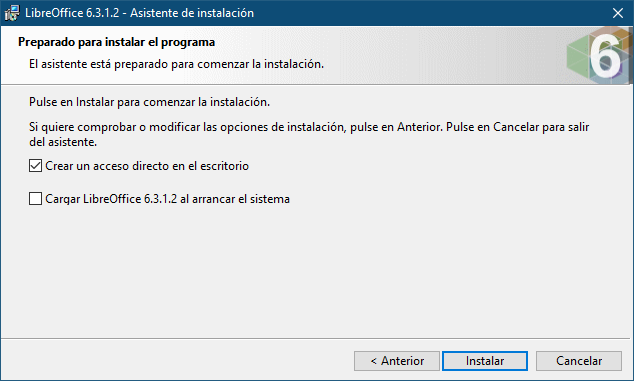 LibreOffice 6.3.1.2 - Asistente de instalación
Preparado para instalar el programa
El asistente está preparado para comenzar la instalación.
6
Pulse en Instalar para comenzar la instalación.
Si quiere comprobar o modificar las opciones de instalación, pulse en Anterior. Pulse en Cancelar para salir
del asistente.
Crear un acceso directo en el escritorio
Cargar LibreOffice 6.3.1.2 al arrancar el sistema
< Anterior
Instalar
Cancelar